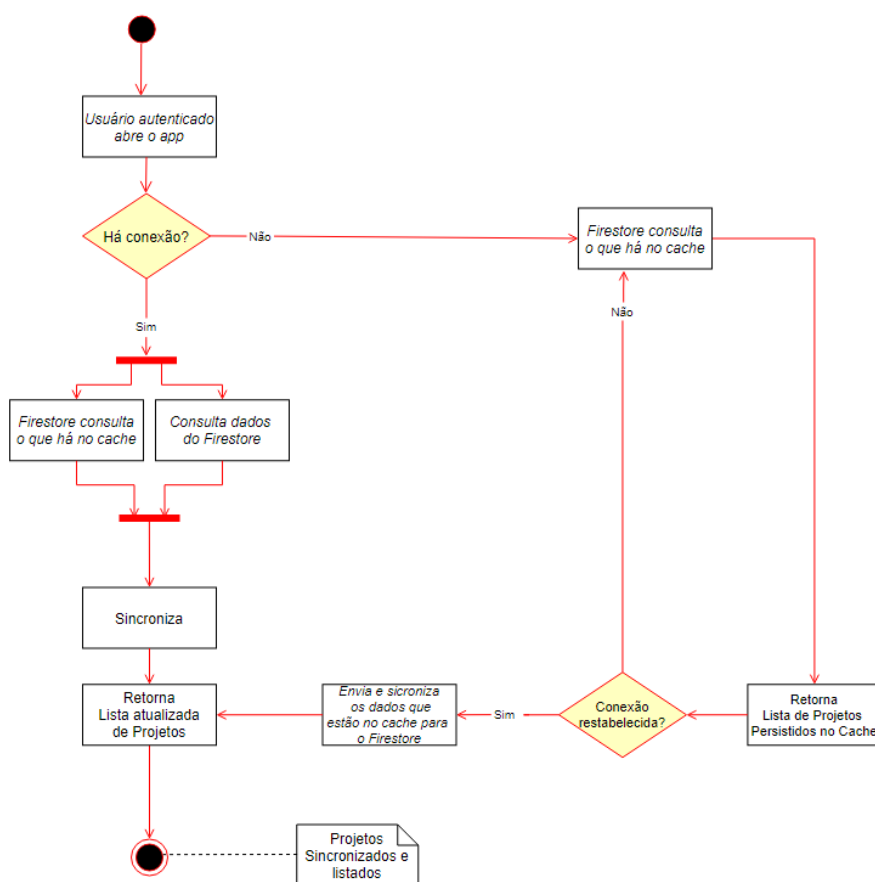 Usuário autenticado
abre o app
Há conexão?
Não
Firestore consulta
o que há no cache
Não
Sim
Firestore consulta
o que há no cache
Consulta dados
do Firestore
Sincroniza
Retorna
Lista atualizada
de Projetos
Envia e sicroniza
os dados que
estão no cache para
o Firestore
Sim
Conexão
restabelecida?
Retorna
Lista de Projetos
Persistidos no Cache
Projetos
Sincronizados e
listados